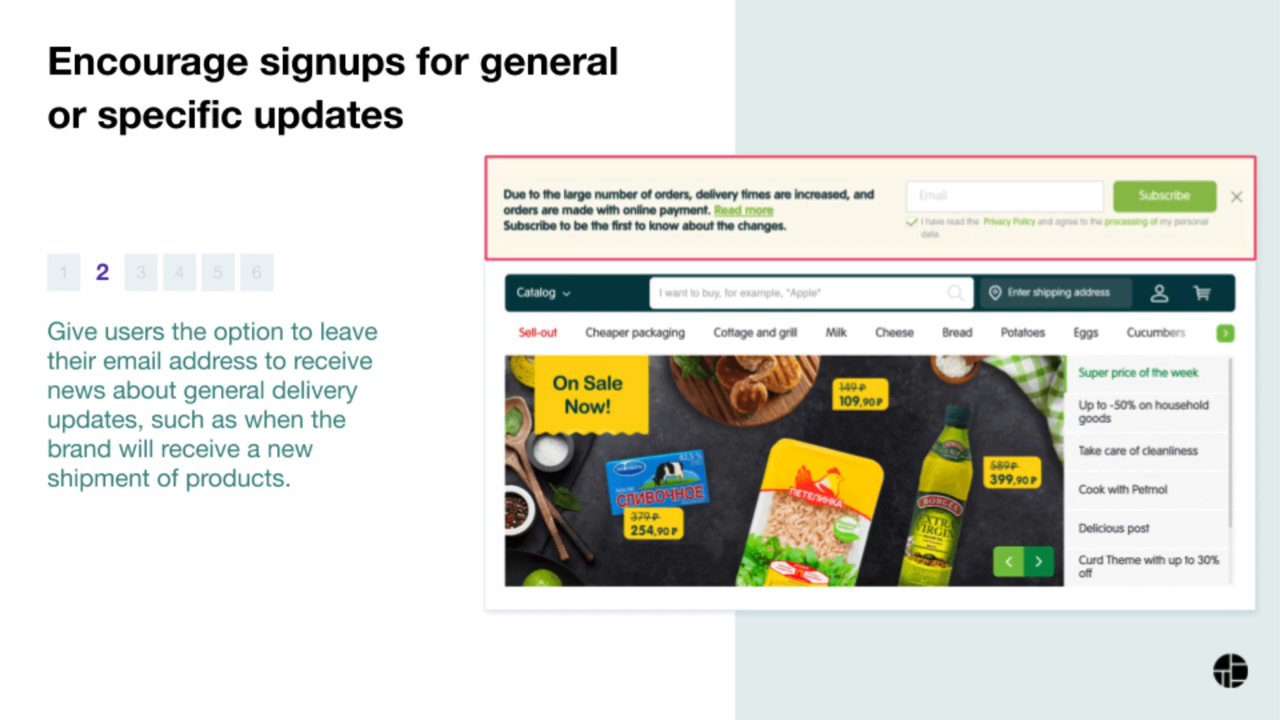 Encourage signups for general
or specific updates
1 2 3 4 5 6
Give users the option to leave
their email address to receive
news about general delivery
updates, such as when the
brand will receive a new
shipment of products.
Due to the large number of orders, delivery times are increased, and
orders are made with online payment. Read more
Subscribe to be the first to know about the changes.
Email
Subscribe
I have read the Privacy Policy and agree to the processing of my personal
data.
Catalog
I want to buy, for example, "Apple"
Enter shipping address
Sell-out Cheaper packaging Cottage and grill Milk Cheese Bread Potatoes Eggs Cucumbers
On Sale
Now!
149 ₽
109,90 ₽
82,5 %
СЛИВОЧНОЕ
379 ₽
254,90 ₽
ПЕТЕЛИНКА
BORGES
EXTRA
VIRGIN
589 ₽
399,90 ₽
Super price of the week
Up to -50% on household
goods
Take care of cleanliness
Cook with Petmol
Delicious post
Curd Theme with up to 30%
off